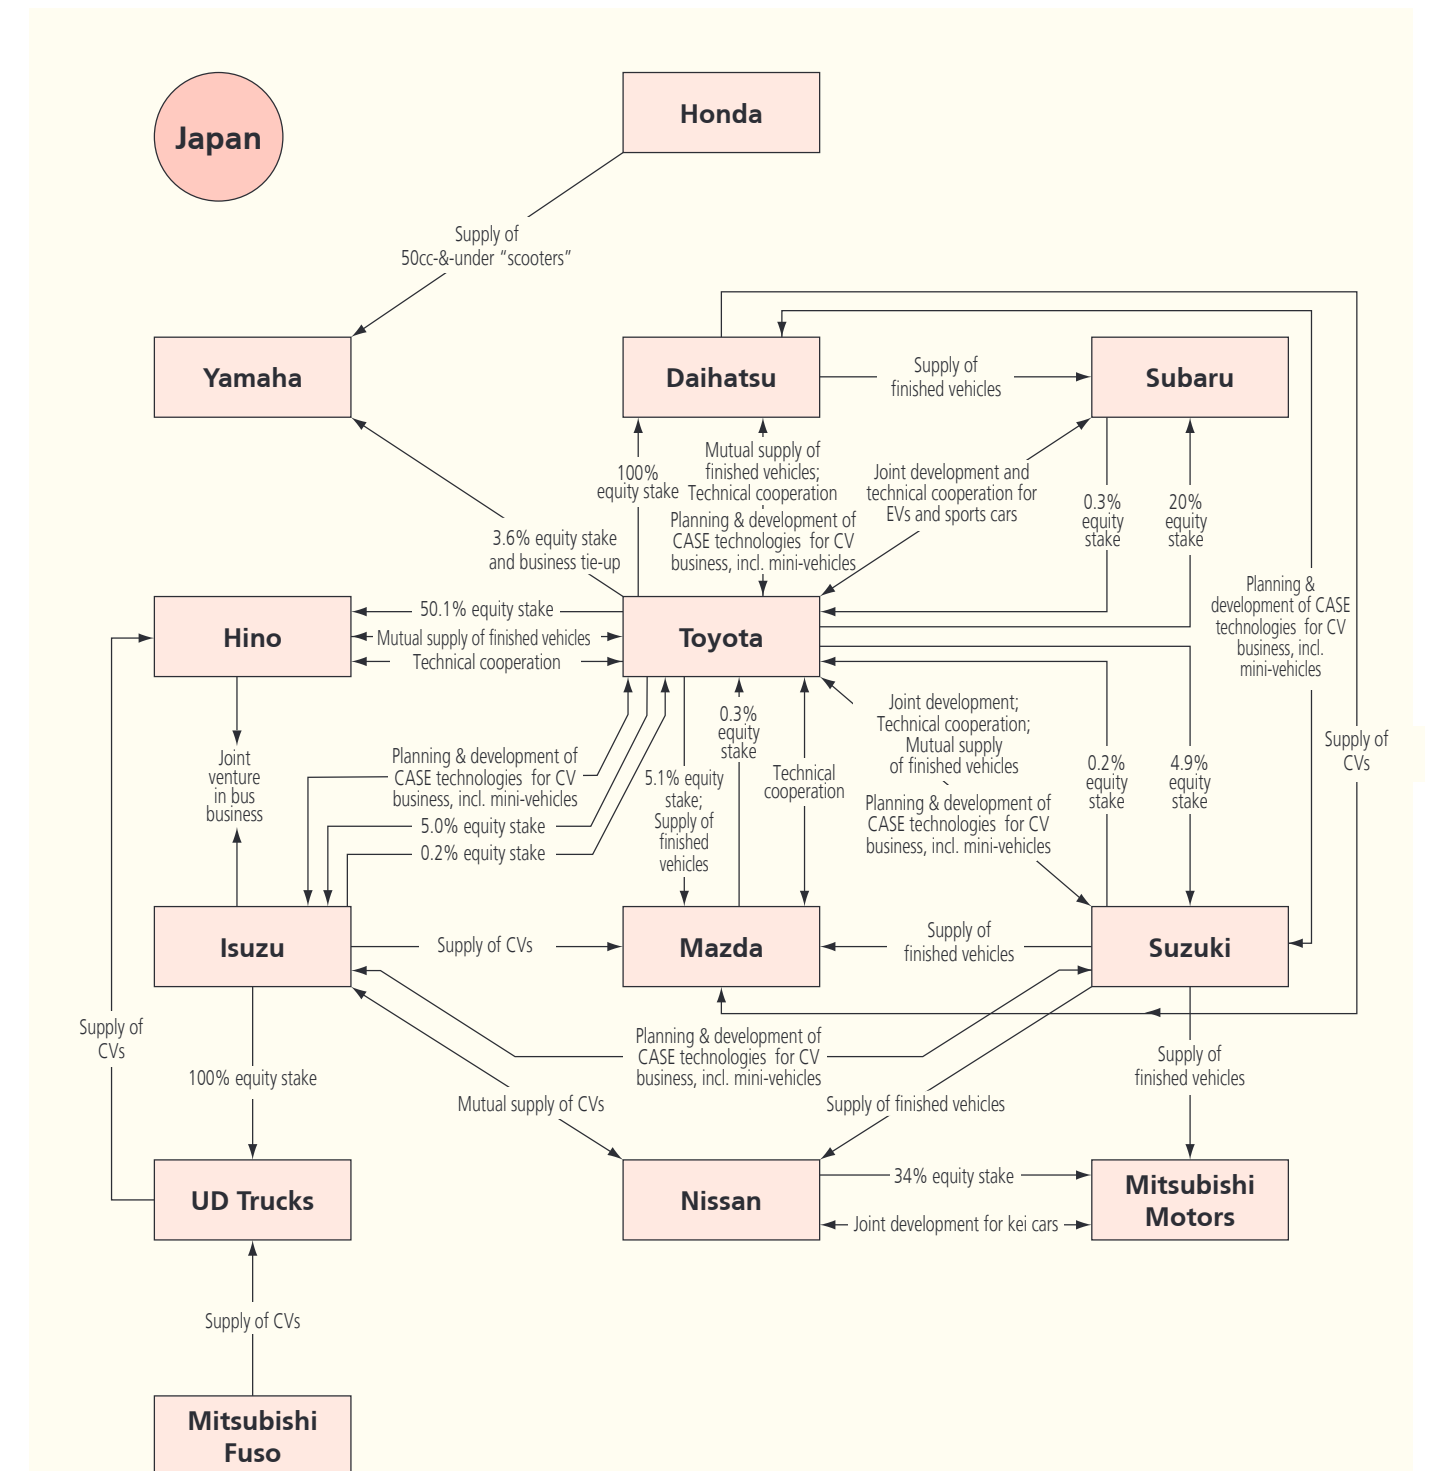 Japan
Honda
Supply of
50cc-&-under “scooters”
Yamaha
Daihatsu
Supply of
finished vehicles
Subaru
100%
equity stake
Mutual supply of
finished vehicles;
Technical cooperation
Planning & development of
CASE technologies for CV
business, incl. mini-vehicles
Joint development and
technical cooperation for
EVs and sports cars
0.3%
equity
stake
20%
equity
stake
3.6% equity stake
and business tie-up
Planning &
development of CASE
technologies for CV
business, incl.
mini-vehicles
Hino
50.1% equity stake
Mutual supply of finished vehicles
Technical cooperation
Toyota
Joint
venture
in bus
business
Planning & development of
CASE technologies for CV
business, incl. mini-vehicles
5.0% equity stake
0.2% equity stake
5.1% equity
stake;
Supply of
finished
vehicles
0.3%
equity
stake
Technical
cooperation
Joint development;
Technical cooperation;
Mutual supply
of finished vehicles
Planning & development of
CASE technologies for CV
business, incl. mini-vehicles
0.2%
equity
stake
4.9%
equity
stake
Supply of
CVs
Isuzu
Supply of CVs
Mazda
Supply of
finished vehicles
Suzuki
Supply of
CVs
100% equity stake
Planning & development of
CASE technologies for CV
business, incl. mini-vehicles
Mutual supply of CVs
Supply of finished vehicles
Supply of
finished vehicles
UD Trucks
Nissan
34% equity stake
Joint development for kei cars
Mitsubishi
Motors
Supply of CVs
Mitsubishi
Fuso